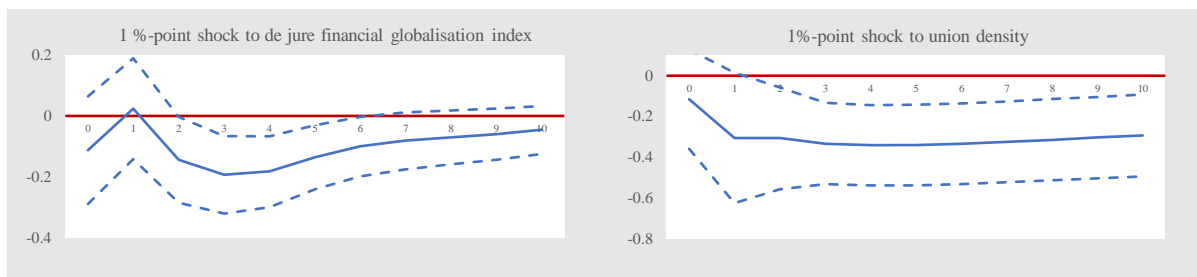 1 %-point shock to de jure financial globalisation index
0.2
0
0 1 2 3 4 5 6 7 8 9 10
-0.2
-0.4
1%-point shock to union density
0
0 1 2 3 4 5 6 7 8 9 10
-0.2
-0.4
-0.6
-0.8